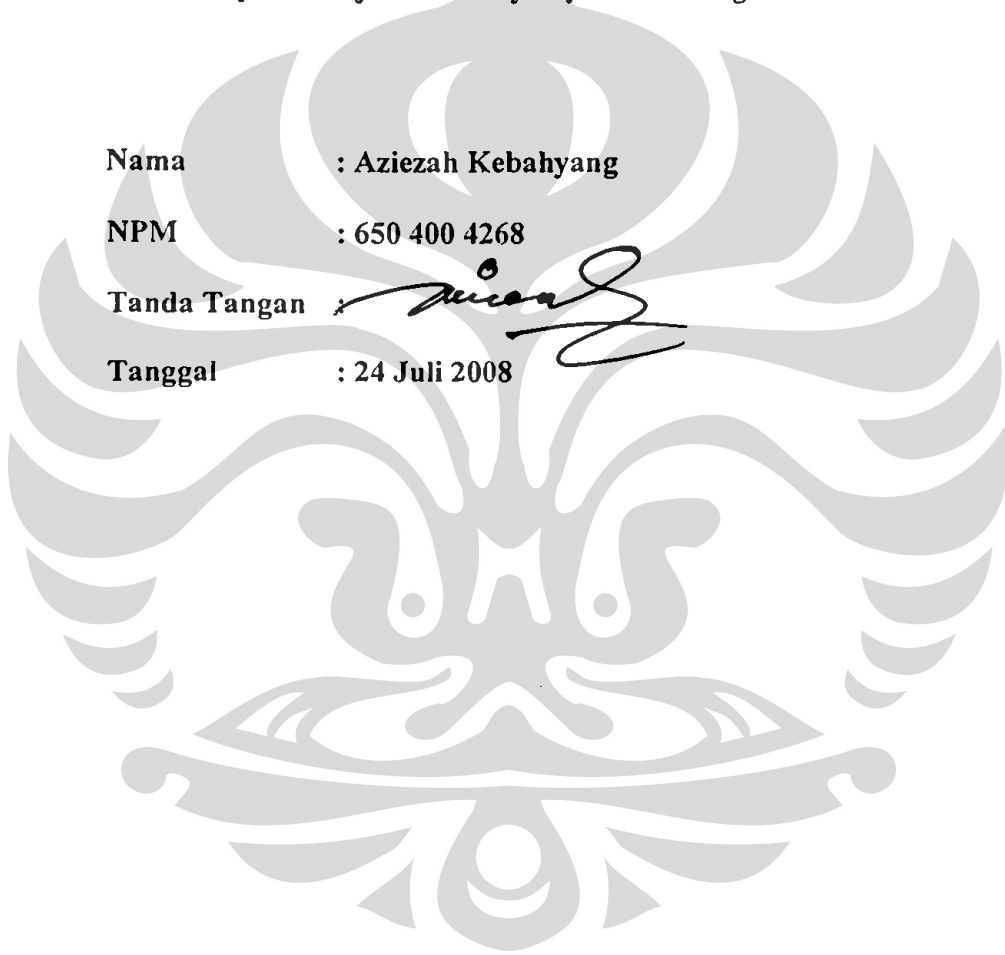 Nama : Aziezah Kebahyang
NPM : 650 400 4268
Tanda Tangan :
Tanggal : 24 Juli 2008